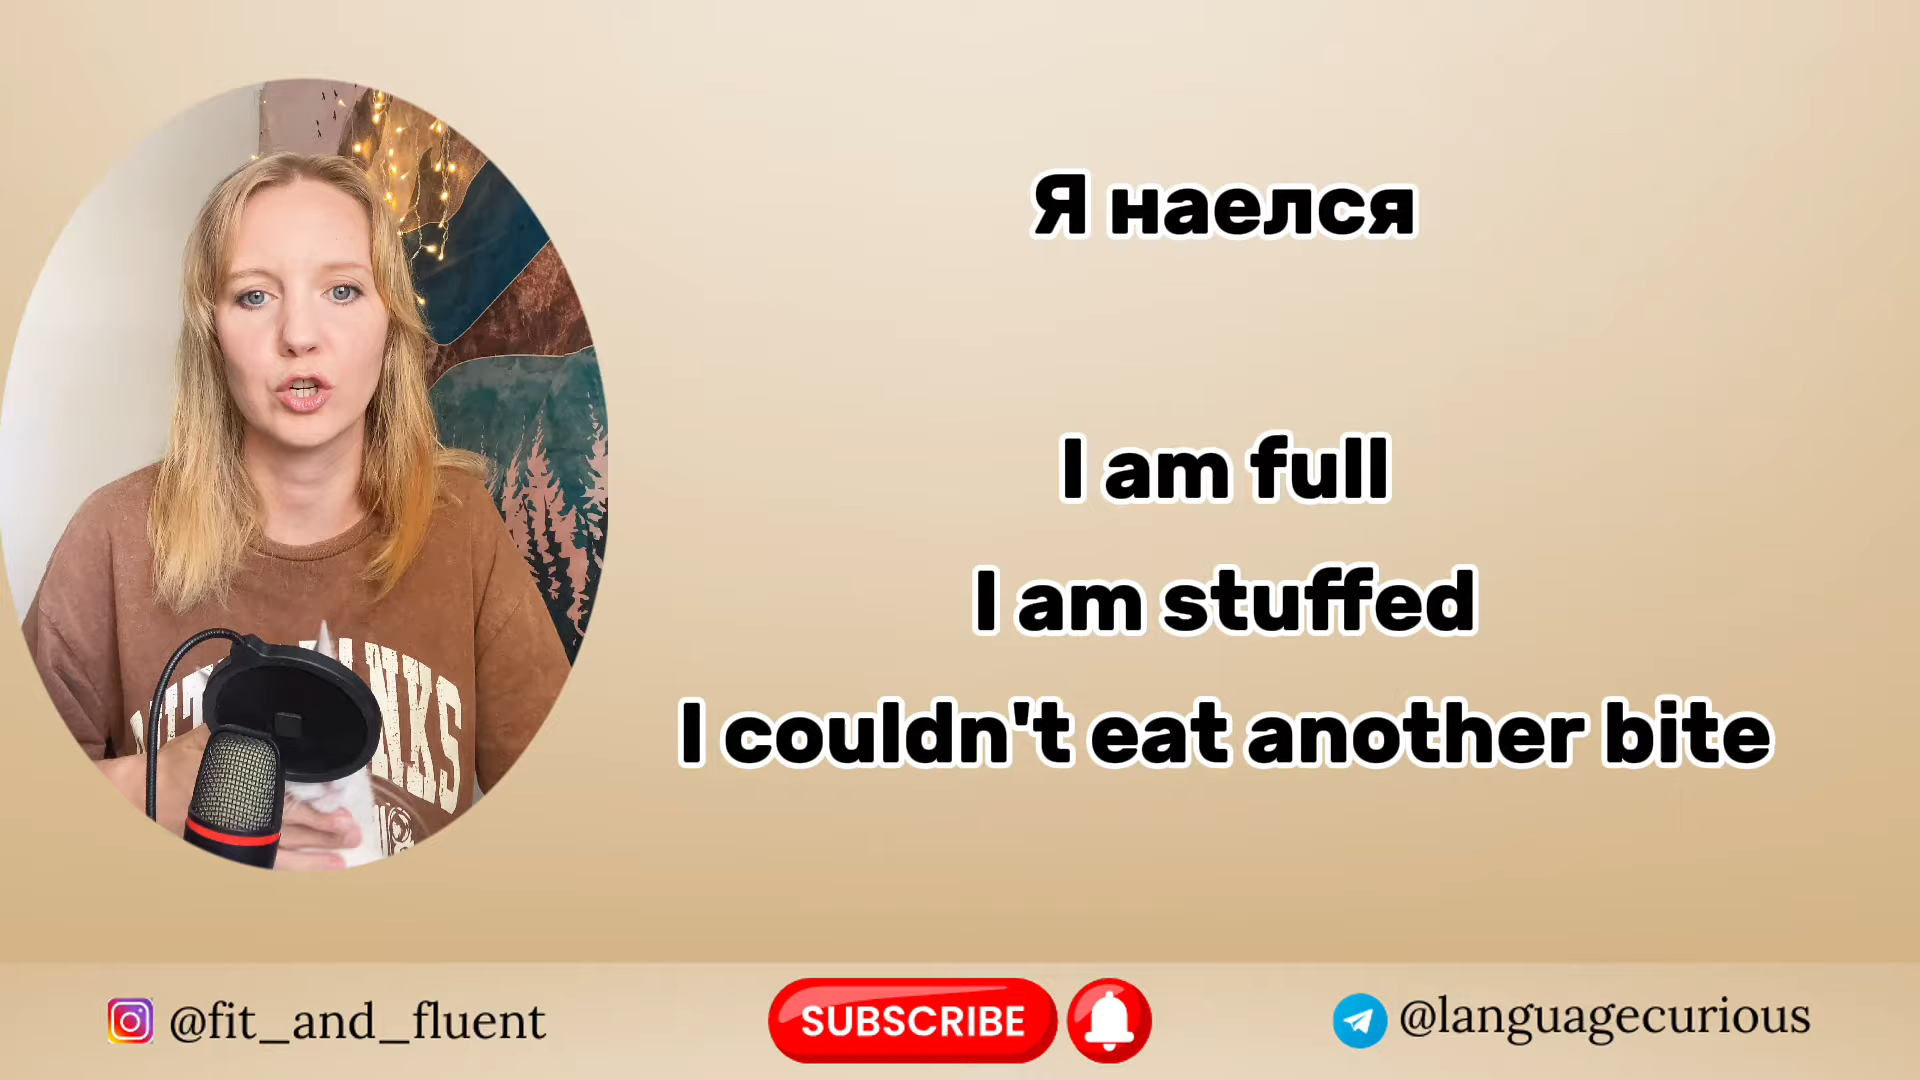 Я наелся
I am full
I am stuffed
I couldn't eat another bite
@fit_and_fluent
SUBSCRIBE
@languagecurious